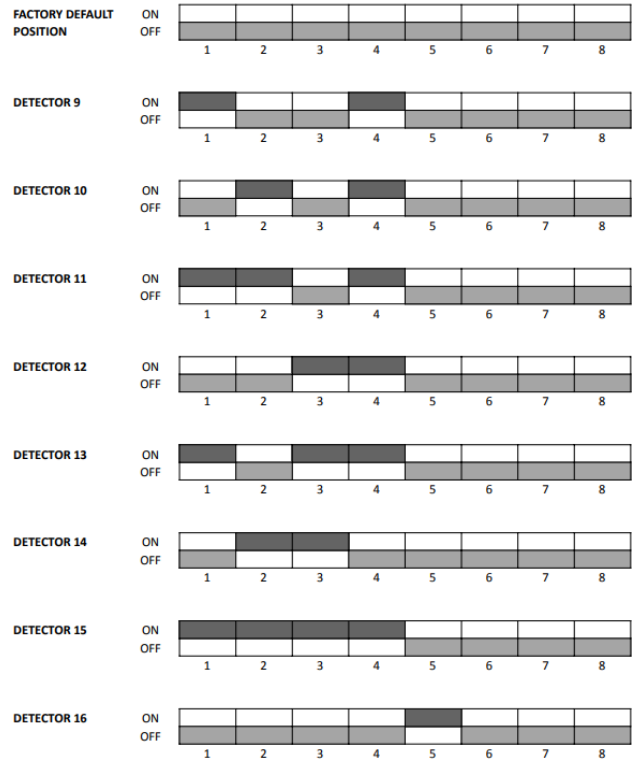 FACTORY DEFAULT ON
POSITION OFF
1 2 3 4 5 6 7 8
DETECTOR 9 ON
OFF
1 2 3 4 5 6 7 8
DETECTOR 10 ON
OFF
1 2 3 4 5 6 7 8
DETECTOR 11 ON
OFF
1 2 3 4 5 6 7 8
DETECTOR 12 ON
OFF
1 2 3 4 5 6 7 8
DETECTOR 13 ON
OFF
1 2 3 4 5 6 7 8
DETECTOR 14 ON
OFF
1 2 3 4 5 6 7 8
DETECTOR 15 ON
OFF
1 2 3 4 5 6 7 8
DETECTOR 16 ON
OFF
1 2 3 4 5 6 7 8